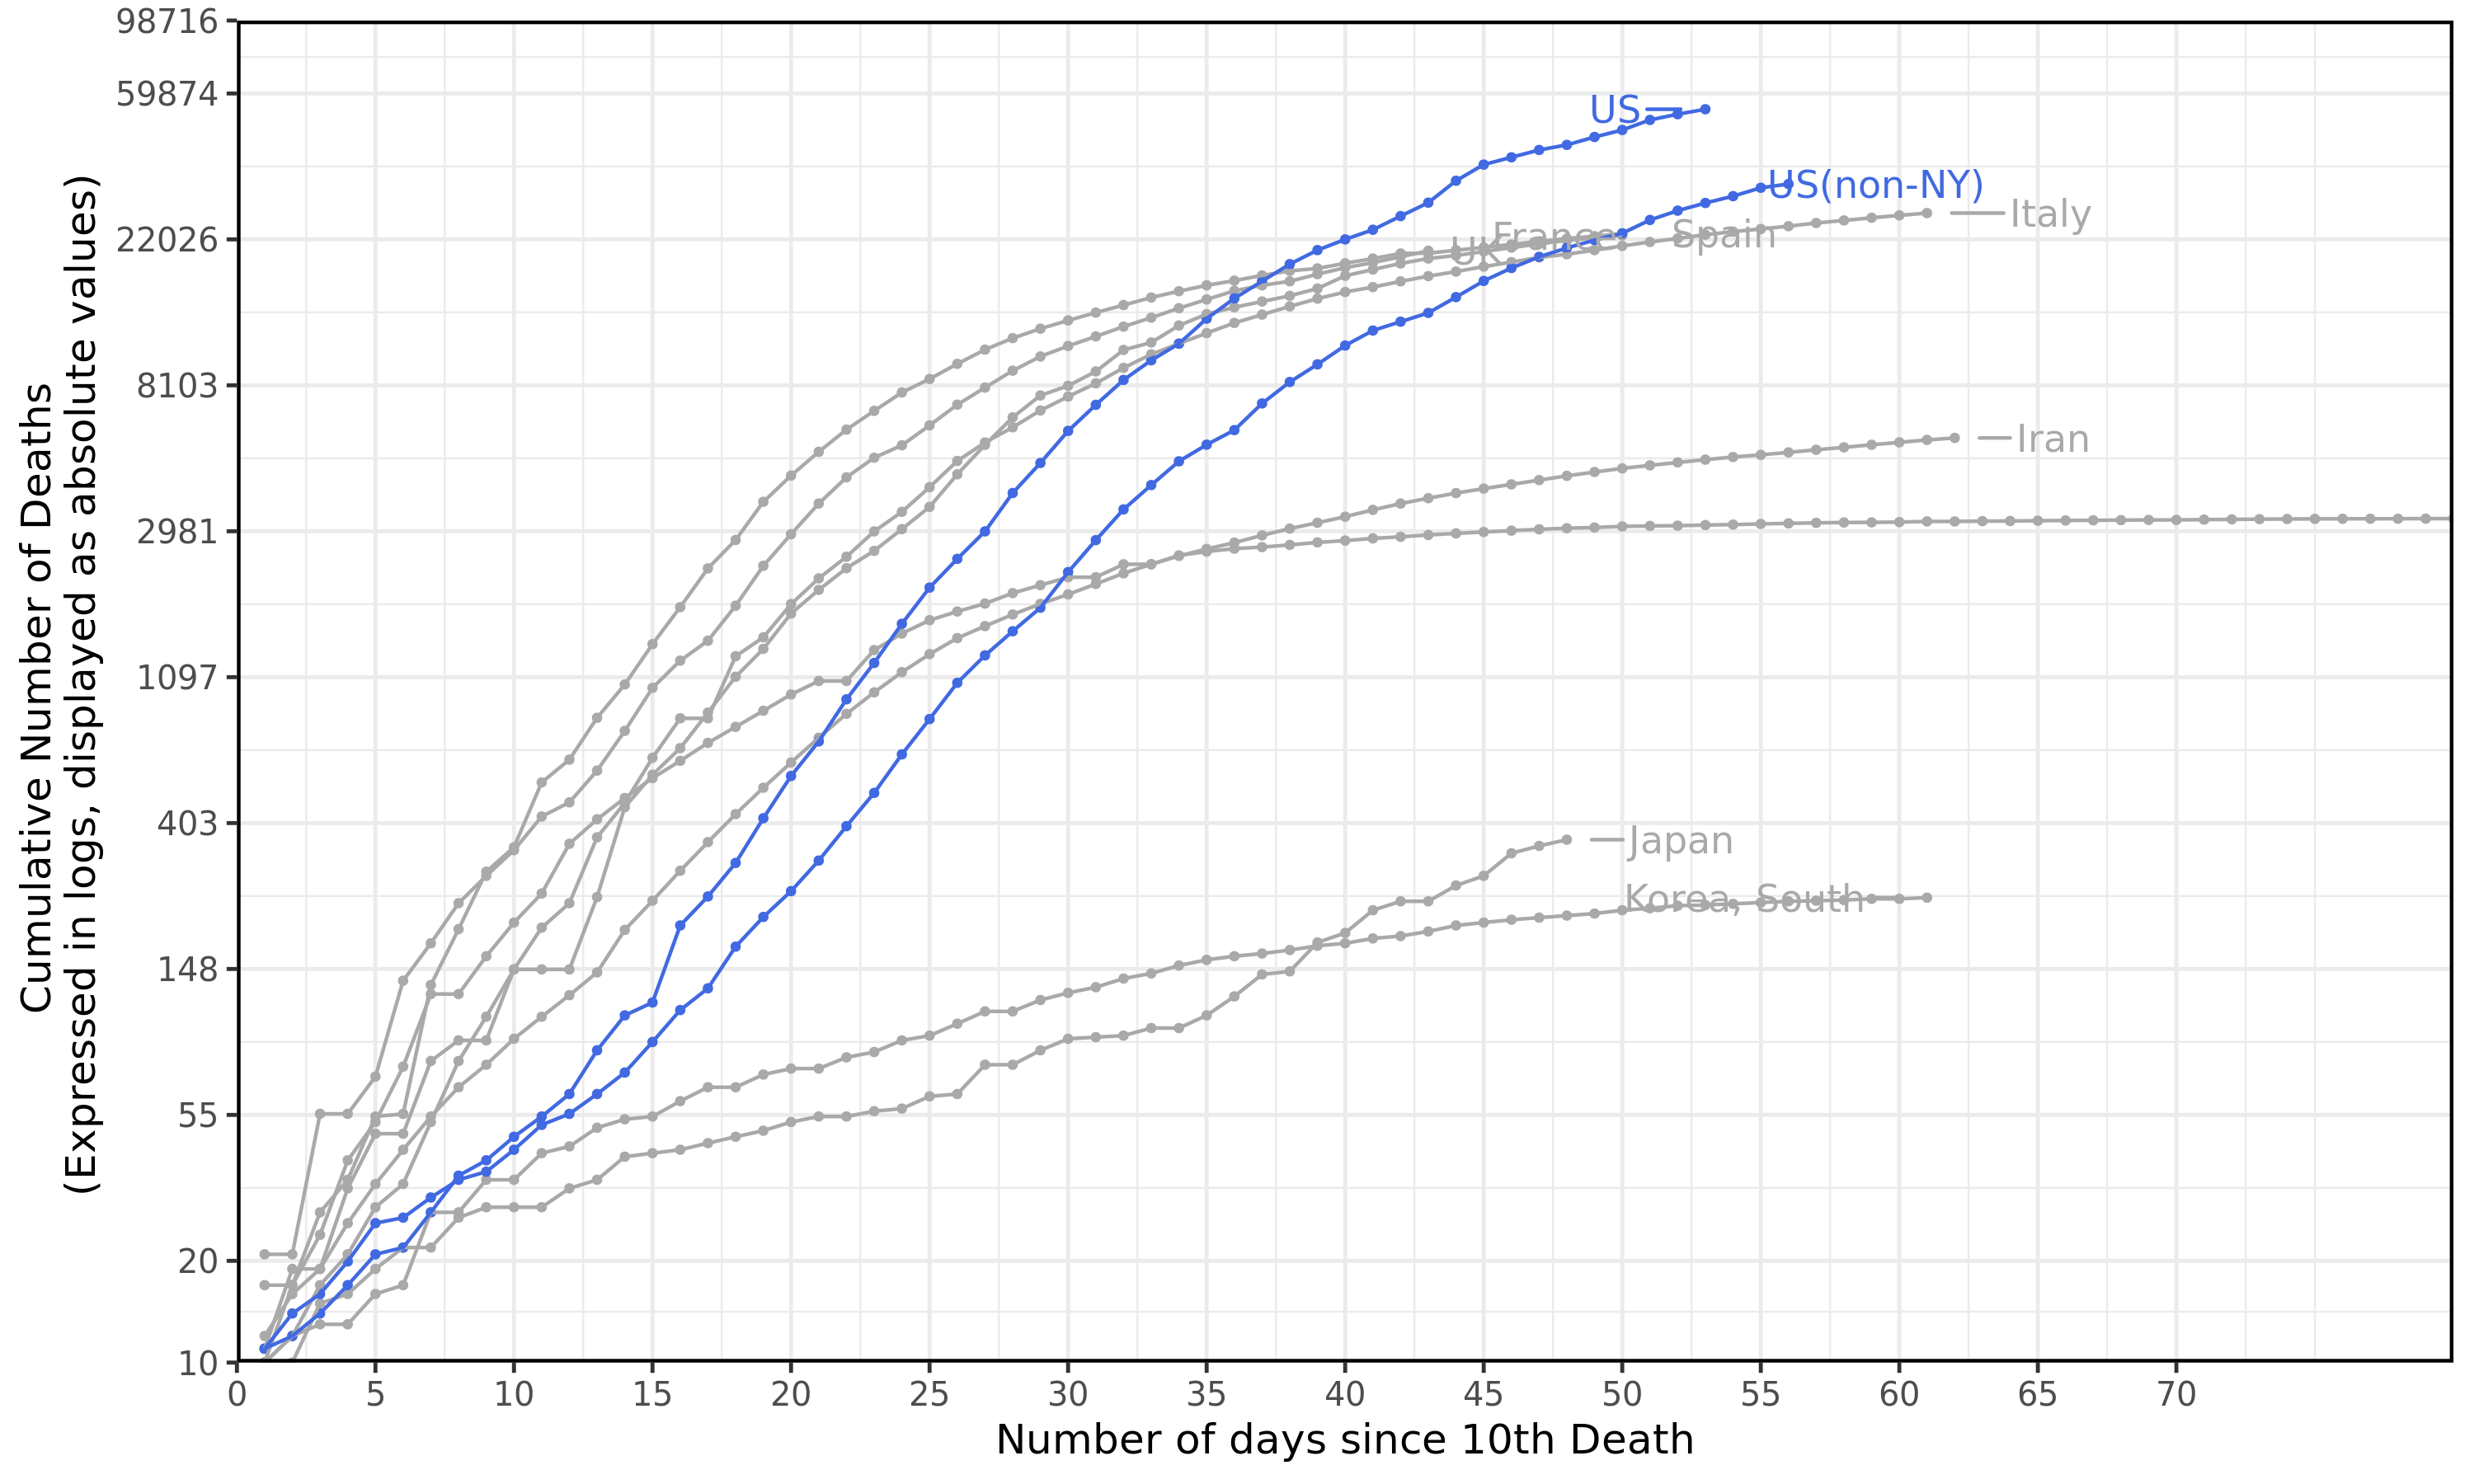 Cumulative Number of Deaths
(Expressed in logs, displayed as absolute values)
98716
59874
22026
8103
2981
1097
403
148
55
20
10
US
US(non-NY)
Italy
France
Spain
UK
Iran
Japan
Korea, South
0 5 10 15 20 25 30 35 40 45 50 55 60 65 70
Number of days since 10th Death